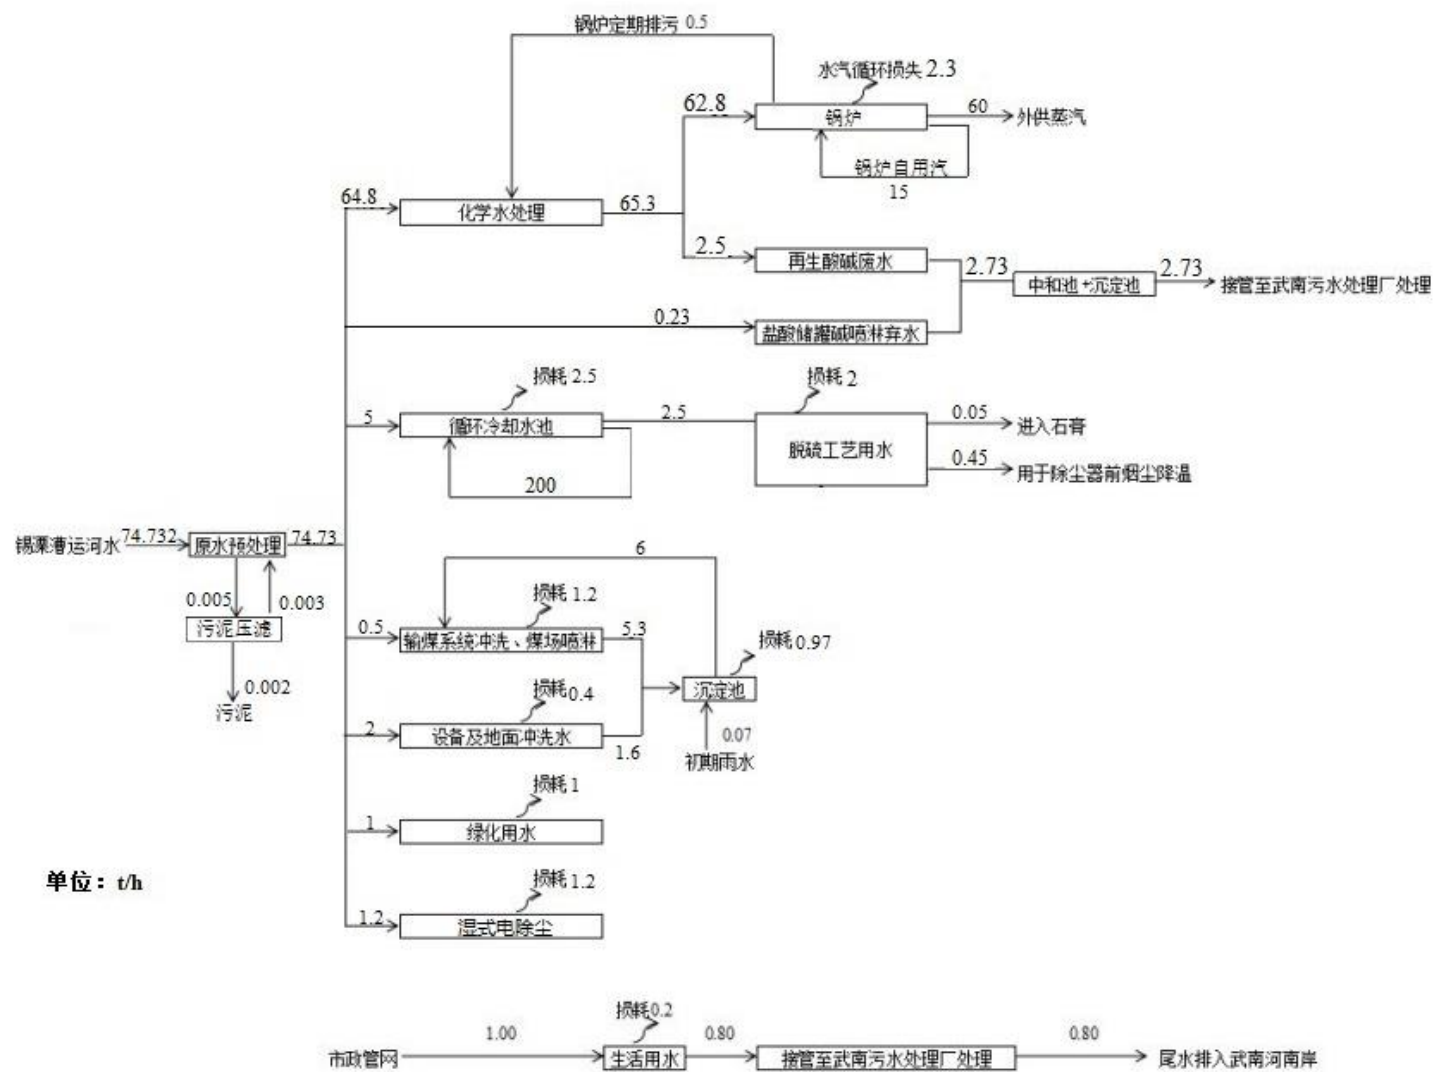 锅炉定期排污 0.5
水气循环损失 2.3
62.8
锅炉
60
外供蒸汽
锅炉自用汽
15
64.8
化学水处理
65.3
2.5
再生酸碱废水
2.73
中和池+沉淀池
2.73
接管至武南污水处理厂处理
0.23
盐酸储罐碱喷淋弃水
损耗 2.5
损耗 2
5
循环冷却水池
2.5
脱硫工艺用水
0.05
进入石膏
0.45
用于除尘器前烟尘降温
200
锡溧漕运河水
74.732
原水预处理
74.73
6
0.005
0.003
污泥压滤
0.002
污泥
损耗 1.2
0.5
输煤系统冲洗、煤场喷淋
5.3
损耗 0.97
沉淀池
损耗 0.4
2
设备及地面冲洗水
1.6
0.07
初期雨水
损耗 1
1
绿化用水
单位：t/h
损耗 1.2
1.2
湿式电除尘
损耗 0.2
市政管网
1.00
生活用水
0.80
接管至武南污水处理厂处理
0.80
尾水排入武南河南岸